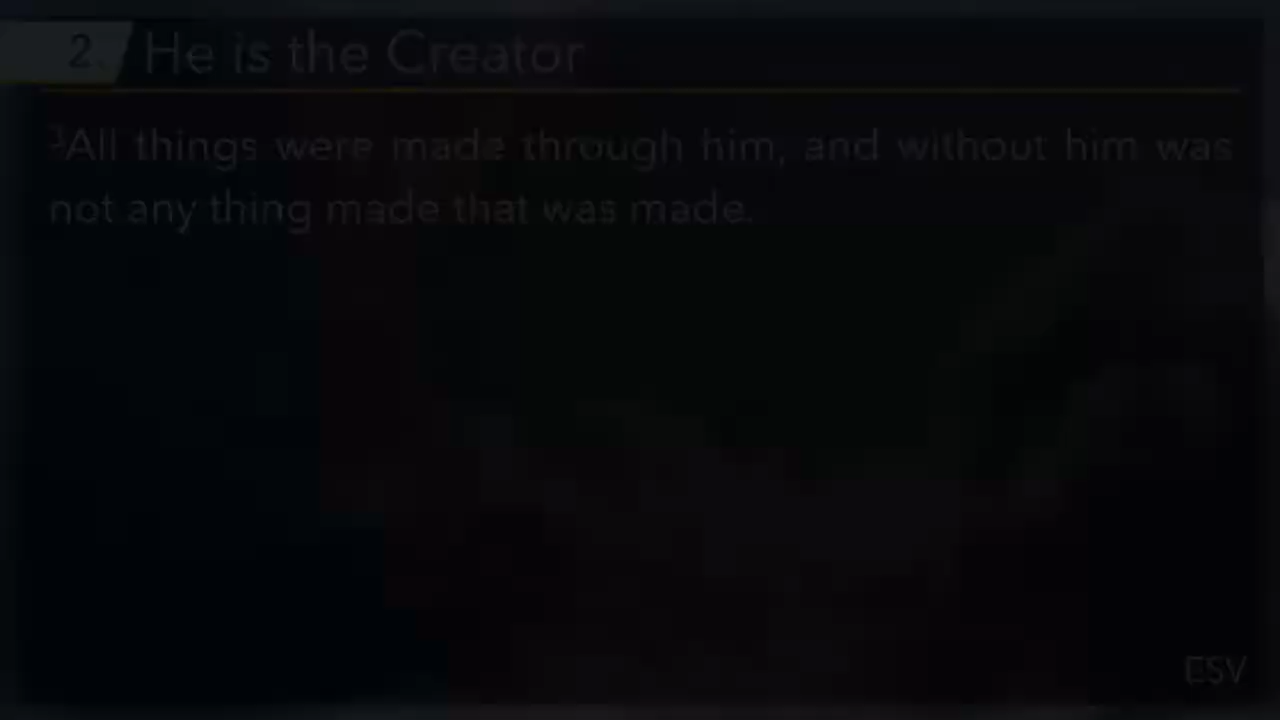 2. He is the Creator
³All things were made through him, and without him was
not any thing made that was made.
ESV